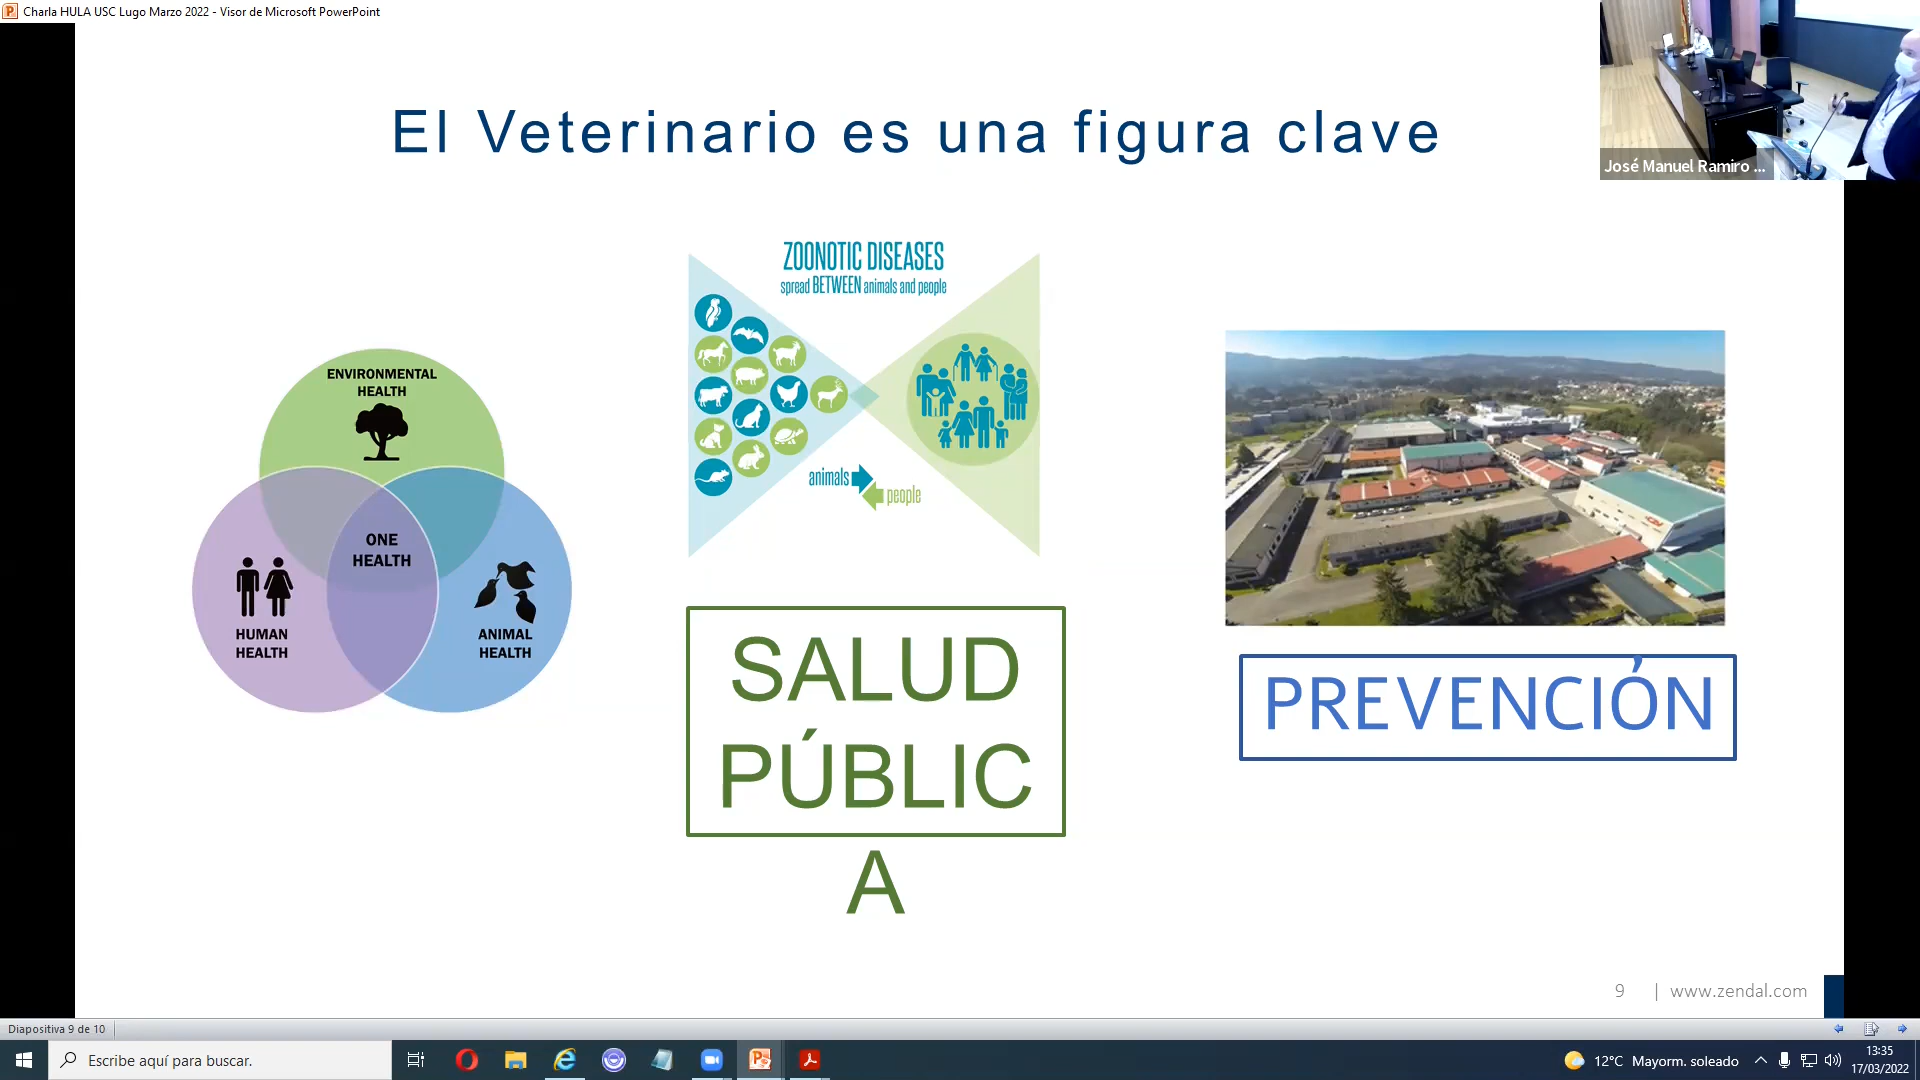 Charla HULA USC Lugo Marzo 2022 - Visor de Microsoft PowerPoint
José Manuel Ramiro ...
El Veterinario es una figura clave
ZOONOTIC DISEASES
spread BETWEEN animals and people
animals
people
ENVIRONMENTAL
HEALTH
ONE
HEALTH
HUMAN
HEALTH
ANIMAL
HEALTH
SALUD
PÚBLIC
A
PREVENCIÓN
9 | www.zendal.com
Diapositiva 9 de 10
Escribe aquí para buscar.
12°C Mayorm. soleado
13:35
17/03/2022